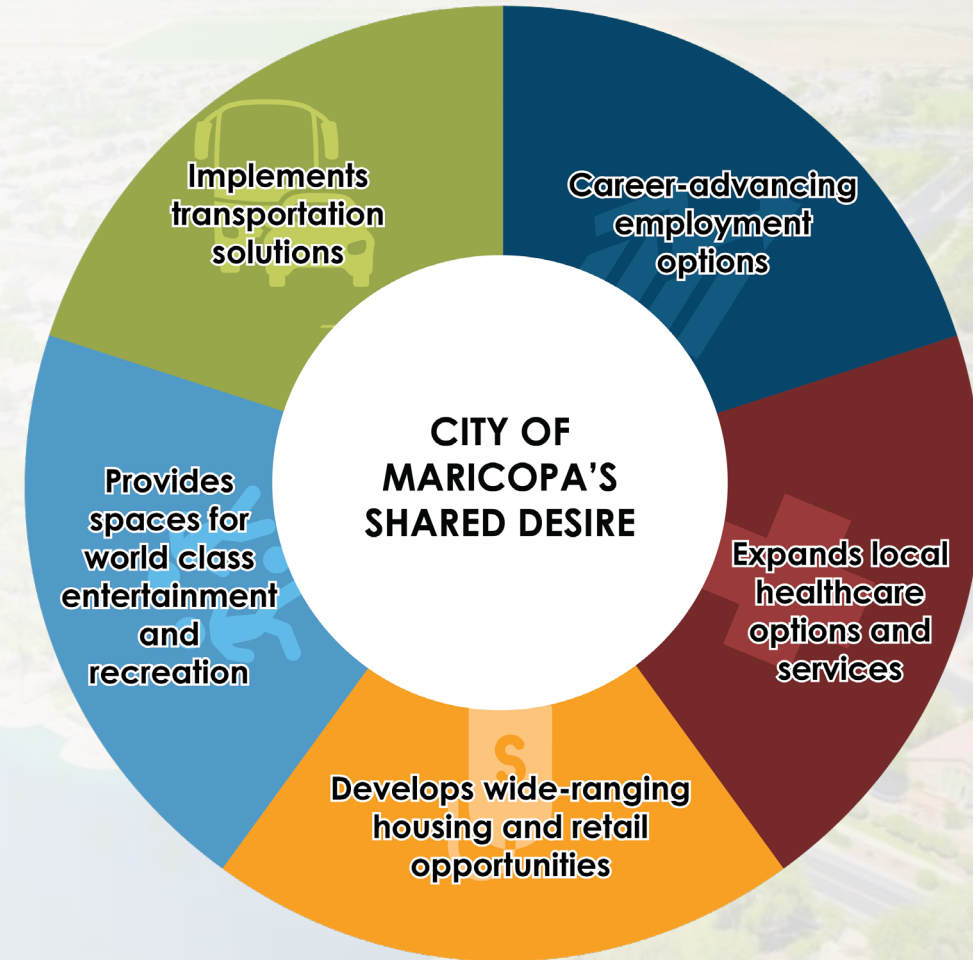 CITY OF
MARICOPA'S
SHARED DESIRE
Career-advancing
employment
options
Expands local
healthcare
options and
services
Develops wide-ranging
housing and retail
opportunities
$
Provides
spaces for
world class
entertainment
and
recreation
Implements
transportation
solutions